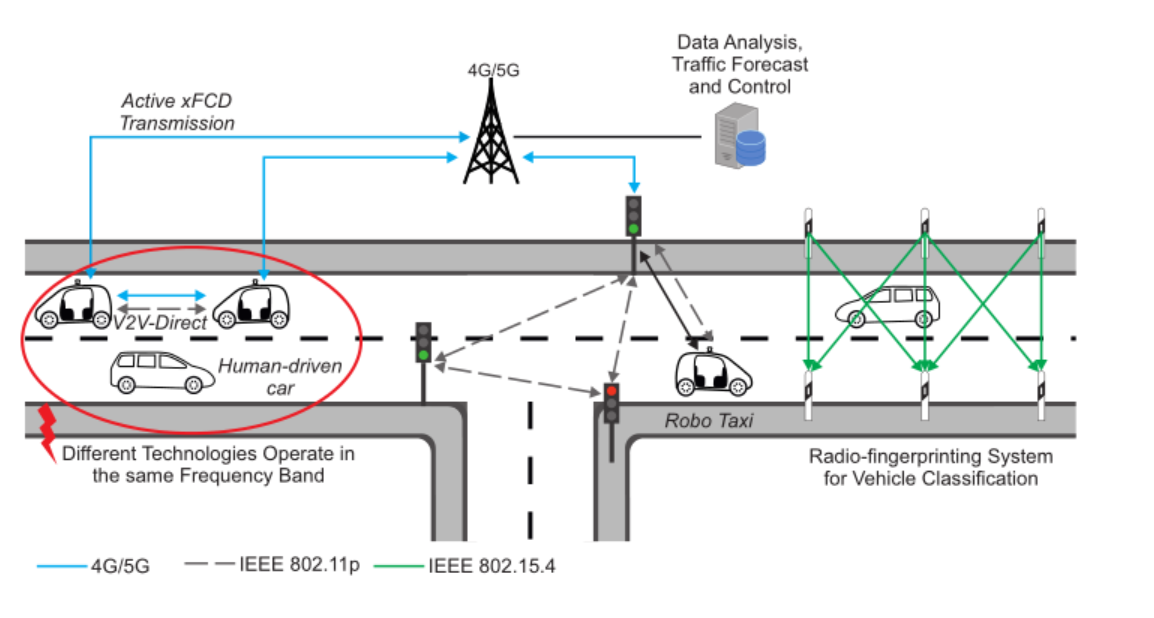 Data Analysis,
Traffic Forecast
and Control
4G/5G
Active xFCD
Transmission
V2V-Direct
Human-driven
car
Robo Taxi
Different Technologies Operate in
the same Frequency Band
Radio-fingerprinting System
for Vehicle Classification
4G/5G
IEEE 802.11p
IEEE 802.15.4